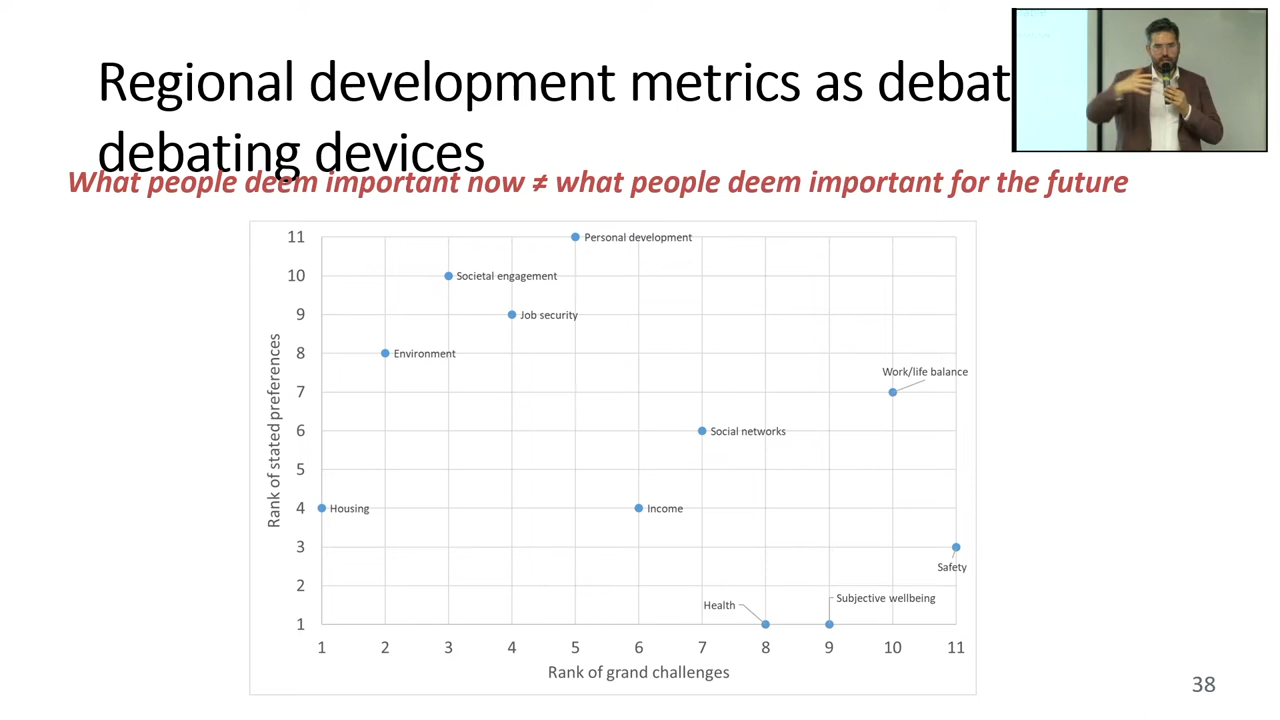 Regional development metrics as debat
debating devices
What people deem important now ≠ what people deem important for the future
11
10
9
8
7
6
5
4
3
2
1
Rank of stated preferences
Personal development
Societal engagement
Job security
Environment
Work/life balance
Social networks
Housing
Income
Safety
Health
Subjective wellbeing
1 2 3 4 5 6 7 8 9 10 11
Rank of grand challenges
38